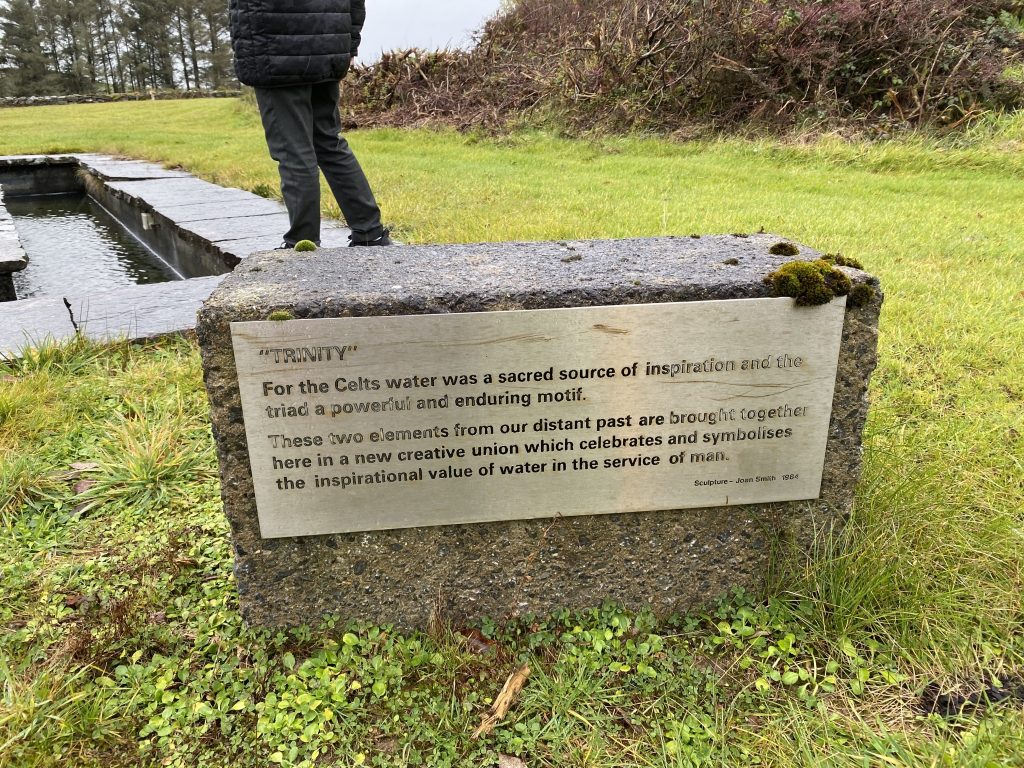 "TRINITY"
For the Celts water was a sacred source of inspiration and the
triad a powerful and enduring motif.
These two elements from our distant past are brought together
here in a new creative union which celebrates and symbolises
the inspirational value of water in the service of man.
Sculpture – Joan Smith 1984